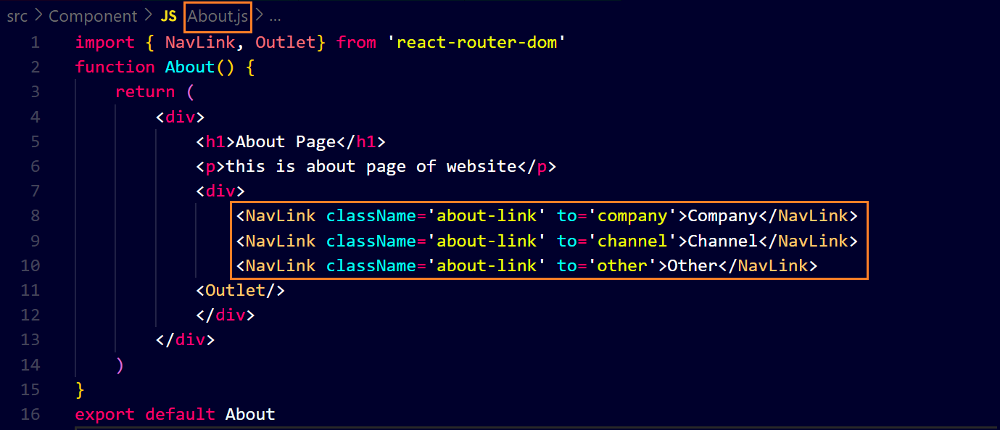 src > Component > JS About.js > ...
1 import { NavLink, Outlet} from 'react-router-dom'
2 function About() {
3     return (
4         <div>
5             <h1>About Page</h1>
6             <p>this is about page of website</p>
7             <div>
8                 <NavLink className='about-link' to='company'>Company</NavLink>
9                 <NavLink className='about-link' to='channel'>Channel</NavLink>
10                 <NavLink className='about-link' to='other'>Other</NavLink>
11             <Outlet/>
12             </div>
13         </div>
14     )
15 }
16 export default About